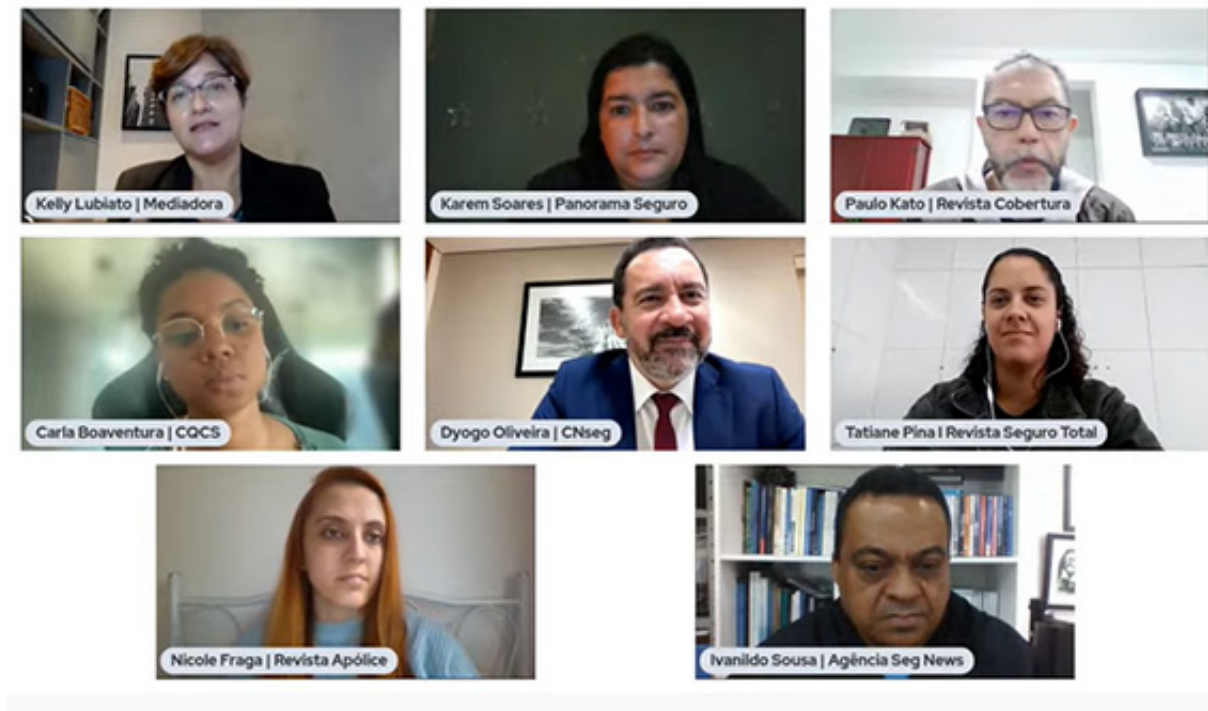 Kelly Lubiato | Mediadora
Karem Soares | Panorama Seguro
Paulo Kato | Revista Cobertura
Carla Boaventura | CQCS
Dyogo Oliveira | CNseg
Tatiane Pina I Revista Seguro Total
Nicole Fraga | Revista Apólice
Ivanildo Sousa | Agência Seg News